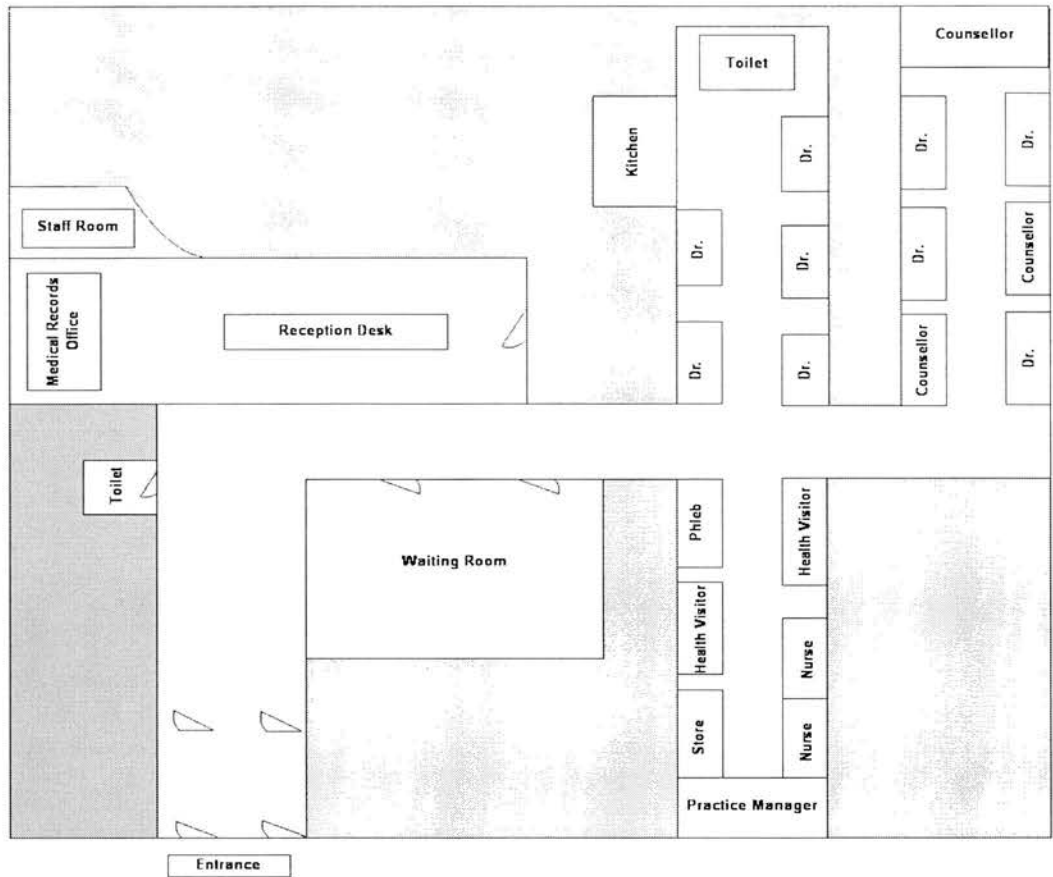 Counsellor
Toilet
Kitchen
Dr.
Dr.
Dr.
Staff Room
Dr.
Dr.
Dr.
Counsellor
Medical Records
Office
Reception Desk
Dr.
Dr.
Counsellor
Dr.
Toilet
Phleb
Health Visitor
Waiting Room
Health Visitor
Nurse
Store
Nurse
Practice Manager
Entrance